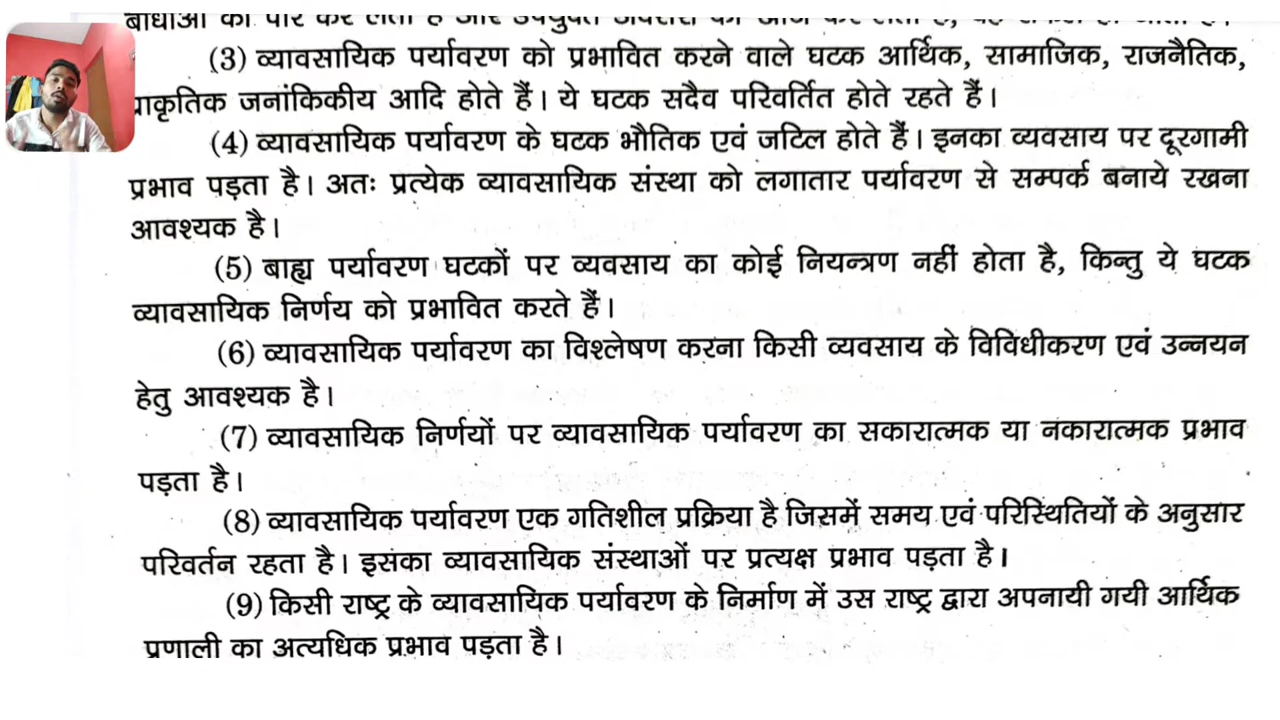 (3) व्यावसायिक पर्यावरण को प्रभावित करने वाले घटक आर्थिक, सामाजिक, राजनैतिक,
प्राकृतिक जनांकिकीय आदि होते हैं। ये घटक सदैव परिवर्तित होते रहते हैं।
(4) व्यावसायिक पर्यावरण के घटक भौतिक एवं जटिल होते हैं। इनका व्यवसाय पर दूरगामी
प्रभाव पड़ता है। अतः प्रत्येक व्यावसायिक संस्था को लगातार पर्यावरण से सम्पर्क बनाये रखना
आवश्यक है।
(5) बाह्य पर्यावरण घटकों पर व्यवसाय का कोई नियन्त्रण नहीं होता है, किन्तु ये घटक
व्यावसायिक निर्णय को प्रभावित करते हैं।
(6) व्यावसायिक पर्यावरण का विश्लेषण करना किसी व्यवसाय के विविधीकरण एवं उन्नयन
हेतु आवश्यक है।
(7) व्यावसायिक निर्णयों पर व्यावसायिक पर्यावरण का सकारात्मक या नकारात्मक प्रभाव
पड़ता है।
(8) व्यावसायिक पर्यावरण एक गतिशील प्रक्रिया है जिसमें समय एवं परिस्थितियों के अनुसार
परिवर्तन रहता है। इसका व्यावसायिक संस्थाओं पर प्रत्यक्ष प्रभाव पड़ता है।
(9) किसी राष्ट्र के व्यावसायिक पर्यावरण के निर्माण में उस राष्ट्र द्वारा अपनायी गयी आर्थिक
प्रणाली का अत्यधिक प्रभाव पड़ता है।